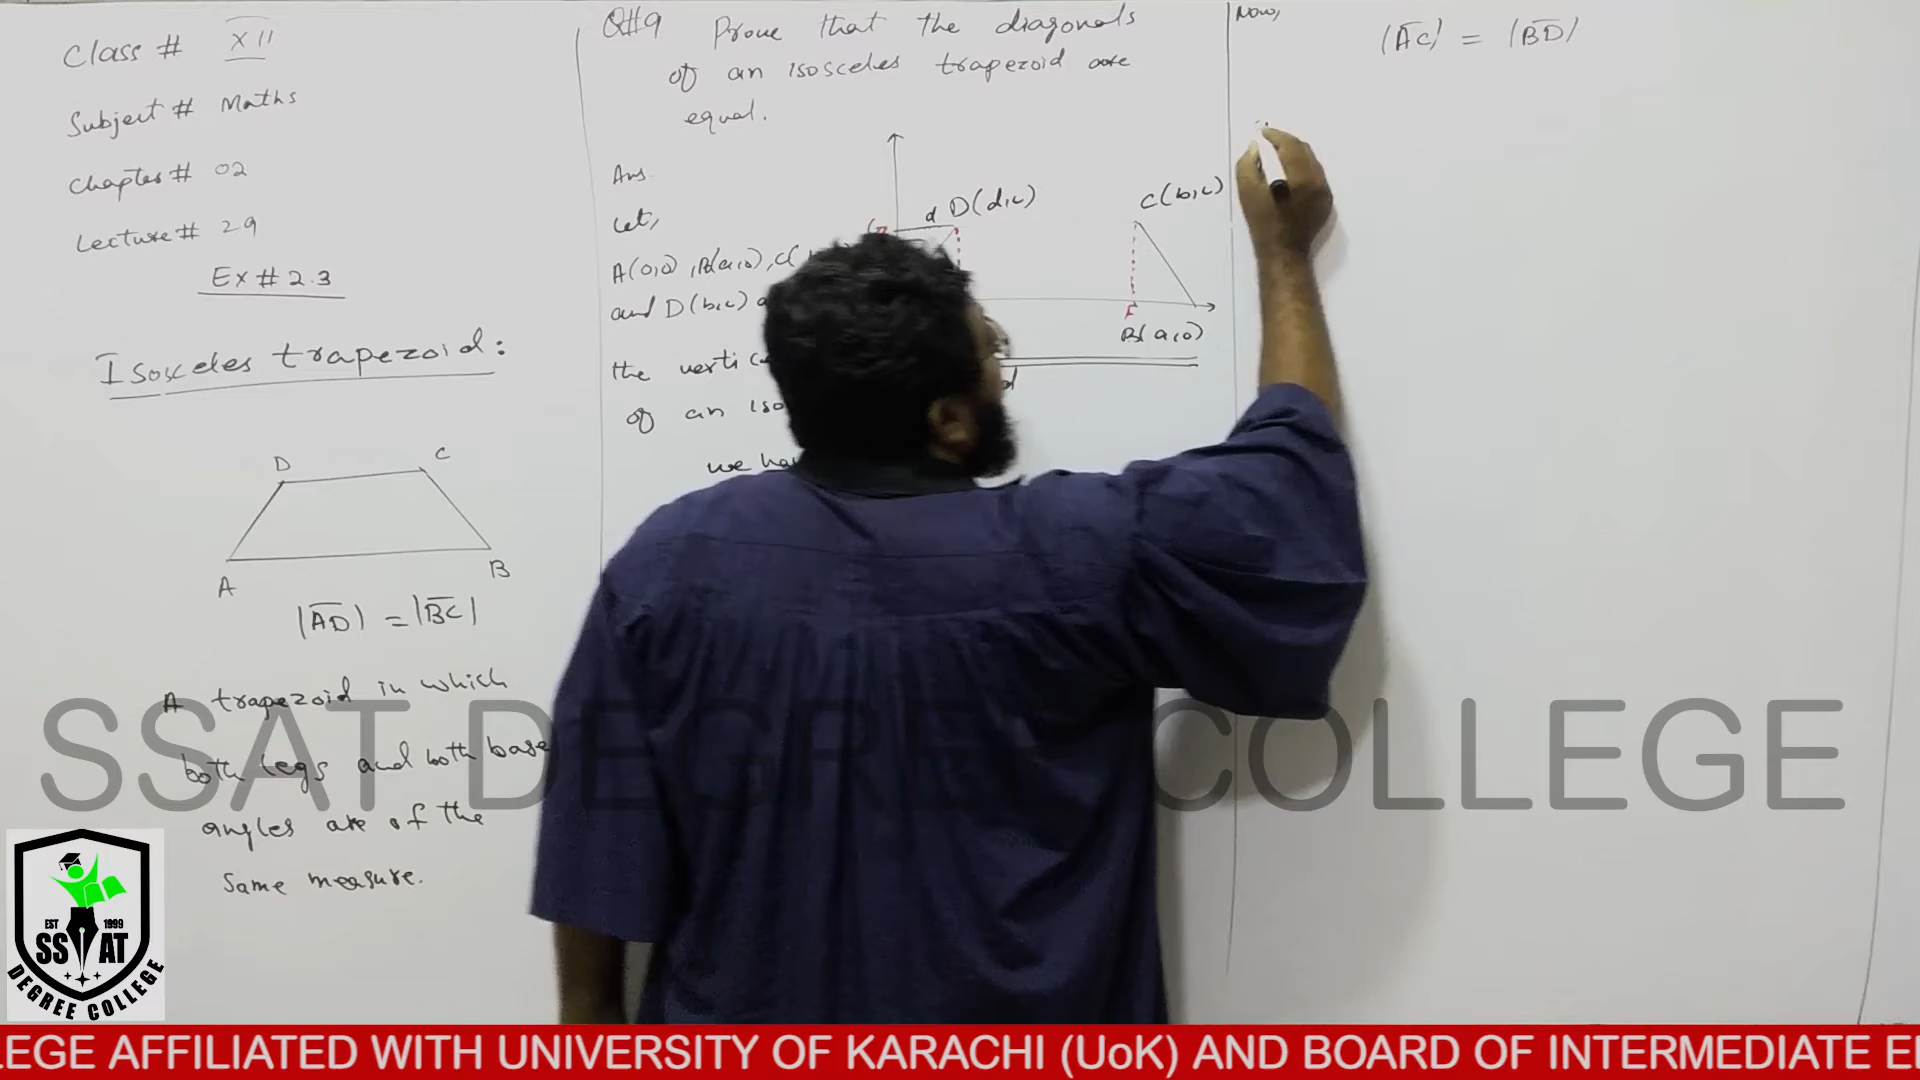 Class # XII
Subject # Maths
Chapter # 02
Lecture # 29
Ex # 2.3
Isosceles trapezoid:
D C
A B
|AD| = |BC|
A trapezoid in which
both legs and both base
angles are of the
same measure.
Q#9 Prove that the diagonals
of an isosceles trapezoid are
equal.
Ans.
Let,
A(0,0), B(a,0), C(
and D(b,c)
the vertic
of an iso
we ha
d D(d,c)
C(b,c)
F
B(a,0)
d
Now,
|AC| = |BD|
SSAT DEGREE COLLEGE
EST 1999
SS AT
DEGREE COLLEGE
LEGE AFFILIATED WITH UNIVERSITY OF KARACHI (UoK) AND BOARD OF INTERMEDIATE E